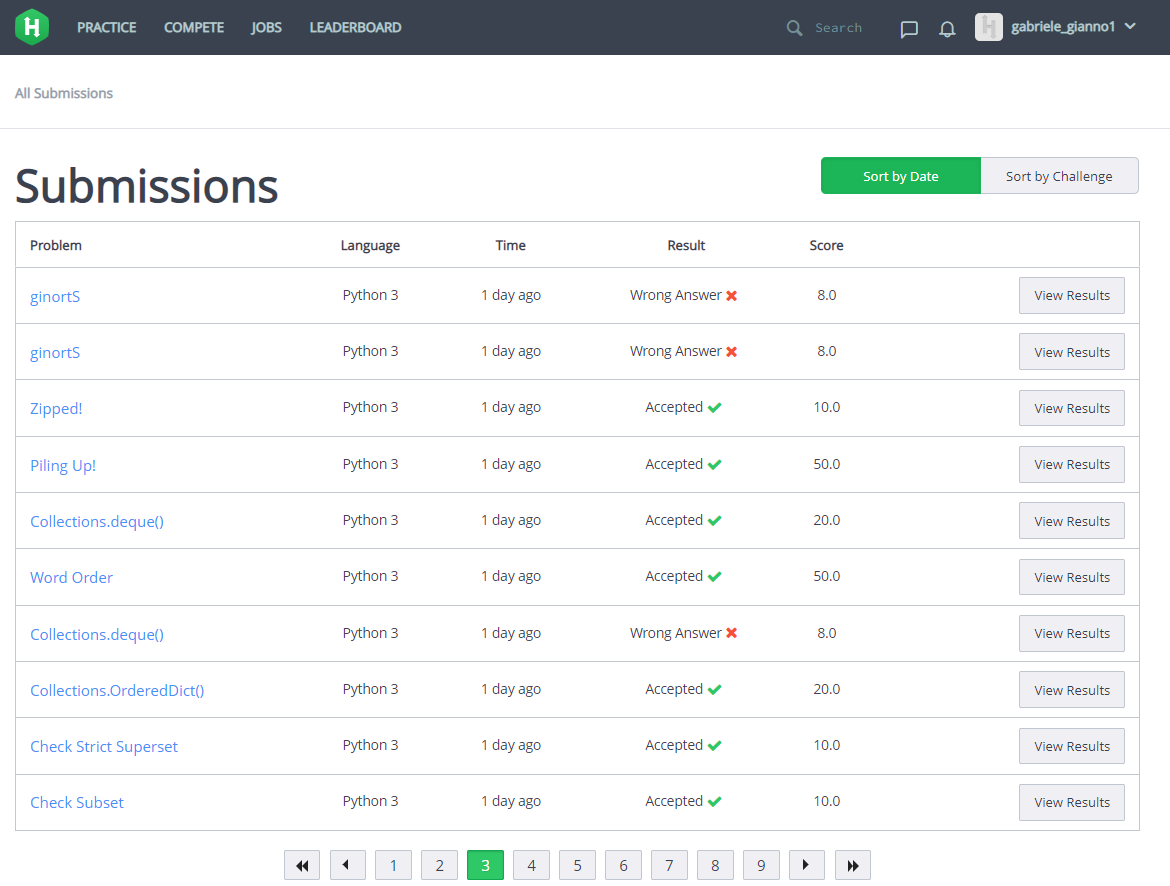 H PRACTICE COMPETE JOBS LEADERBOARD Search H gabriele_gianno1
All Submissions
Submissions
Sort by Date Sort by Challenge
Problem Language Time Result Score
ginortS Python 3 1 day ago Wrong Answer 8.0 View Results
ginortS Python 3 1 day ago Wrong Answer 8.0 View Results
Zipped! Python 3 1 day ago Accepted 10.0 View Results
Piling Up! Python 3 1 day ago Accepted 50.0 View Results
Collections.deque() Python 3 1 day ago Accepted 20.0 View Results
Word Order Python 3 1 day ago Accepted 50.0 View Results
Collections.deque() Python 3 1 day ago Wrong Answer 8.0 View Results
Collections.OrderedDict() Python 3 1 day ago Accepted 20.0 View Results
Check Strict Superset Python 3 1 day ago Accepted 10.0 View Results
Check Subset Python 3 1 day ago Accepted 10.0 View Results
1 2 3 4 5 6 7 8 9